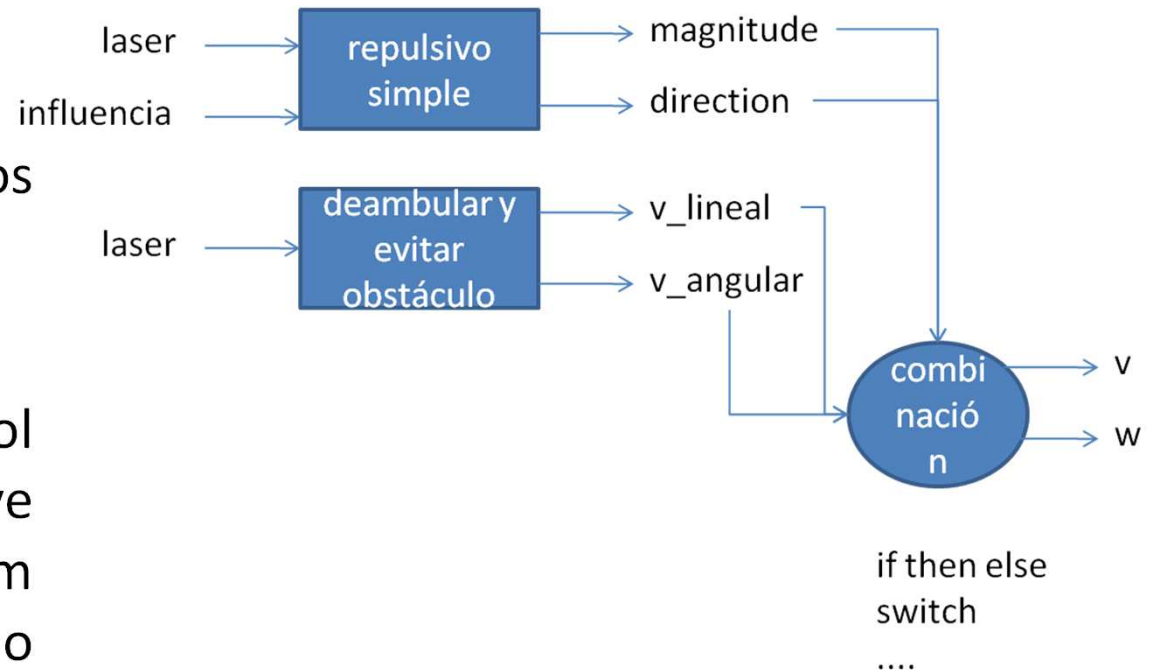 laser
influencia
repulsivo
simple
magnitude
direction
os
laser
deambular y
evitar
obstáculo
v_lineal
v_angular
combi
nació
n
v
w
ol
ve
m
o
if then else
switch
....